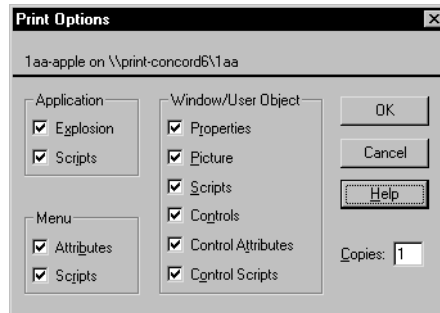 Print Options
1aa-apple on \\print-concord6\1aa
Application
Explosion
Scripts
Menu
Attributes
Scripts
Window/User Object
Properties
Picture
Scripts
Controls
Control Attributes
Control Scripts
OK
Cancel
Help
Copies: 1